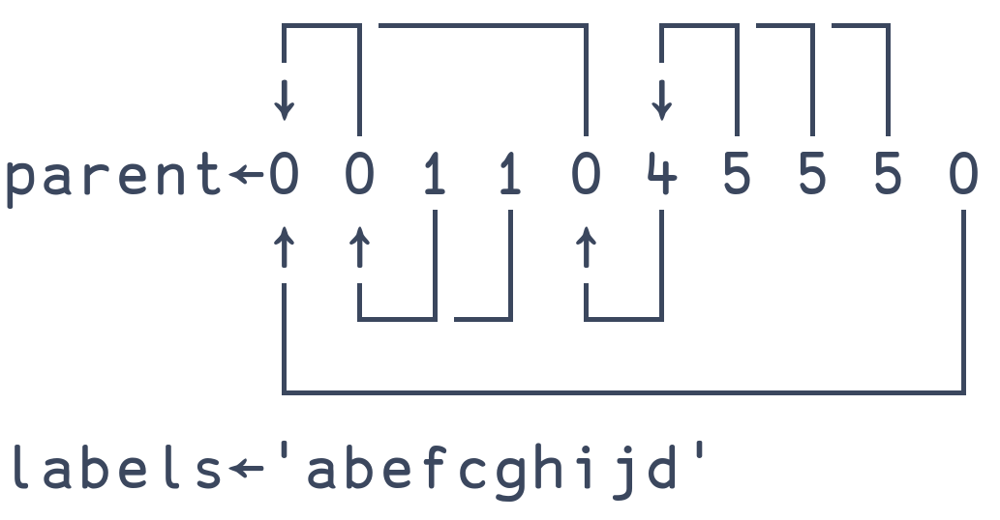 parent←0 0 1 1 0 4 5 5 5 0
labels←'abefcghijd'